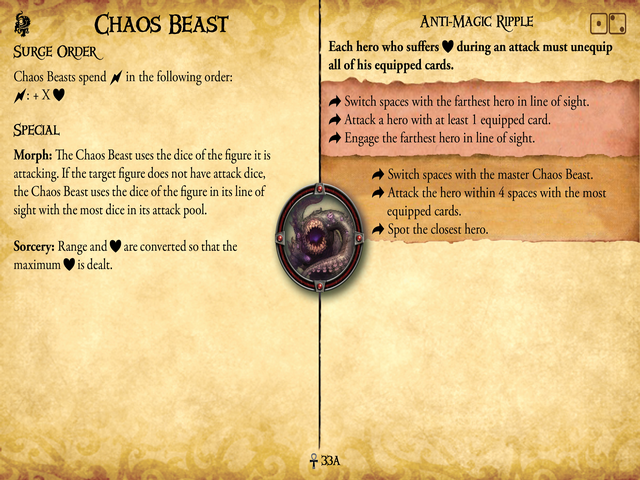 Chaos Beast
Surge Order
Chaos Beasts spend in the following order:
: + X
Special
Morph: The Chaos Beast uses the dice of the figure it is
attacking. If the target figure does not have attack dice,
the Chaos Beast uses the dice of the figure in its line of
sight with the most dice in its attack pool.
Sorcery: Range and ♥ are converted so that the
maximum ♥ is dealt.
Anti-Magic Ripple
Each hero who suffers ♥ during an attack must unequip
all of his equipped cards.
Switch spaces with the farthest hero in line of sight.
Attack a hero with at least 1 equipped card.
Engage the farthest hero in line of sight.
Switch spaces with the master Chaos Beast.
Attack the hero within 4 spaces with the most
equipped cards.
Spot the closest hero.
33A